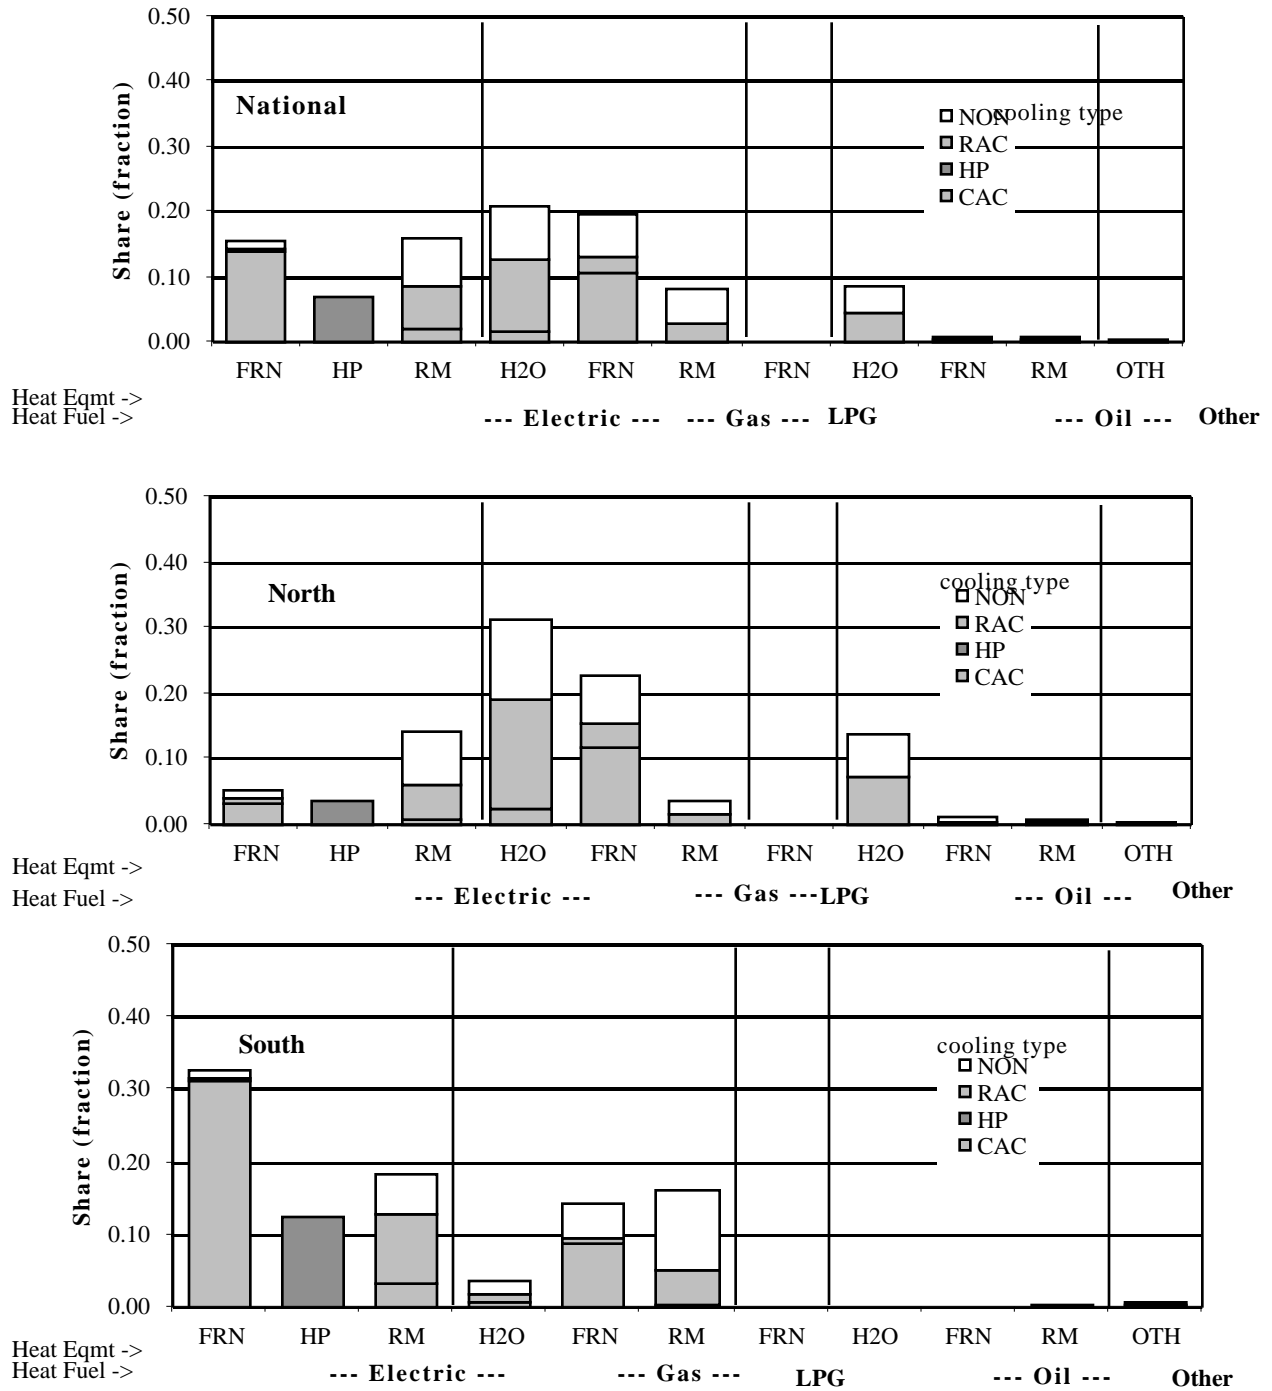 0.50
0.40
0.30
0.20
0.10
0.00
Share (fraction)
National
cooling type
NON
RAC
HP
CAC
FRN HP RM H2O FRN RM FRN H2O FRN RM OTH
Heat Eqmt ->
Heat Fuel ->
--- Electric --- --- Gas --- LPG --- Oil --- Other
0.50
0.40
0.30
0.20
0.10
0.00
Share (fraction)
North
cooling type
NON
RAC
HP
CAC
FRN HP RM H2O FRN RM FRN H2O FRN RM OTH
Heat Eqmt ->
Heat Fuel ->
--- Electric --- --- Gas --- LPG --- Oil --- Other
0.50
0.40
0.30
0.20
0.10
0.00
Share (fraction)
South
cooling type
NON
RAC
HP
CAC
FRN HP RM H2O FRN RM FRN H2O FRN RM OTH
Heat Eqmt ->
Heat Fuel ->
--- Electric --- --- Gas --- LPG --- Oil --- Other